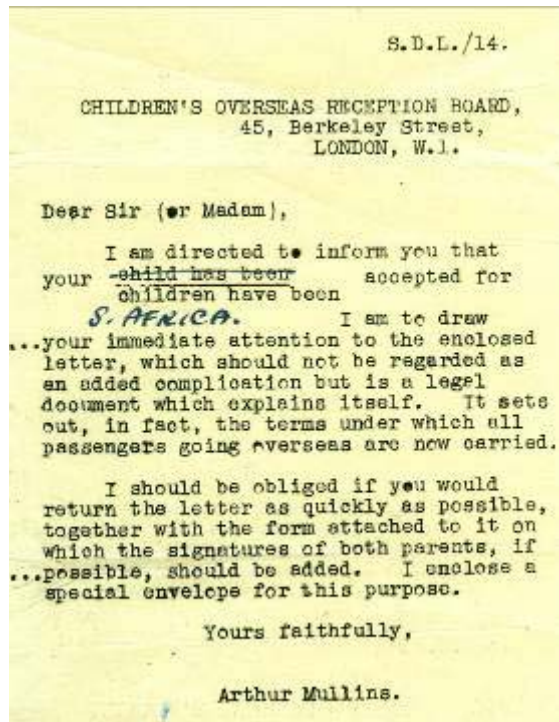 S.D.L./14.
CHILDREN'S OVERSEAS RECEPTION BOARD,
45, Berkeley Street,
LONDON, W.1.
Dear Sir (or Madam),
I am directed to inform you that
your child has been accepted for
children have been
S. AFRICA. I am to draw
...your immediate attention to the enclosed
letter, which should not be regarded as
an added complication but is a legal
document which explains itself. It sets
out, in fact, the terms under which all
passengers going overseas are now carried.
I should be obliged if you would
return the letter as quickly as possible,
together with the form attached to it on
which the signatures of both parents, if
...possible, should be added. I enclose a
special envelope for this purpose.
Yours faithfully,
Arthur Mullins.